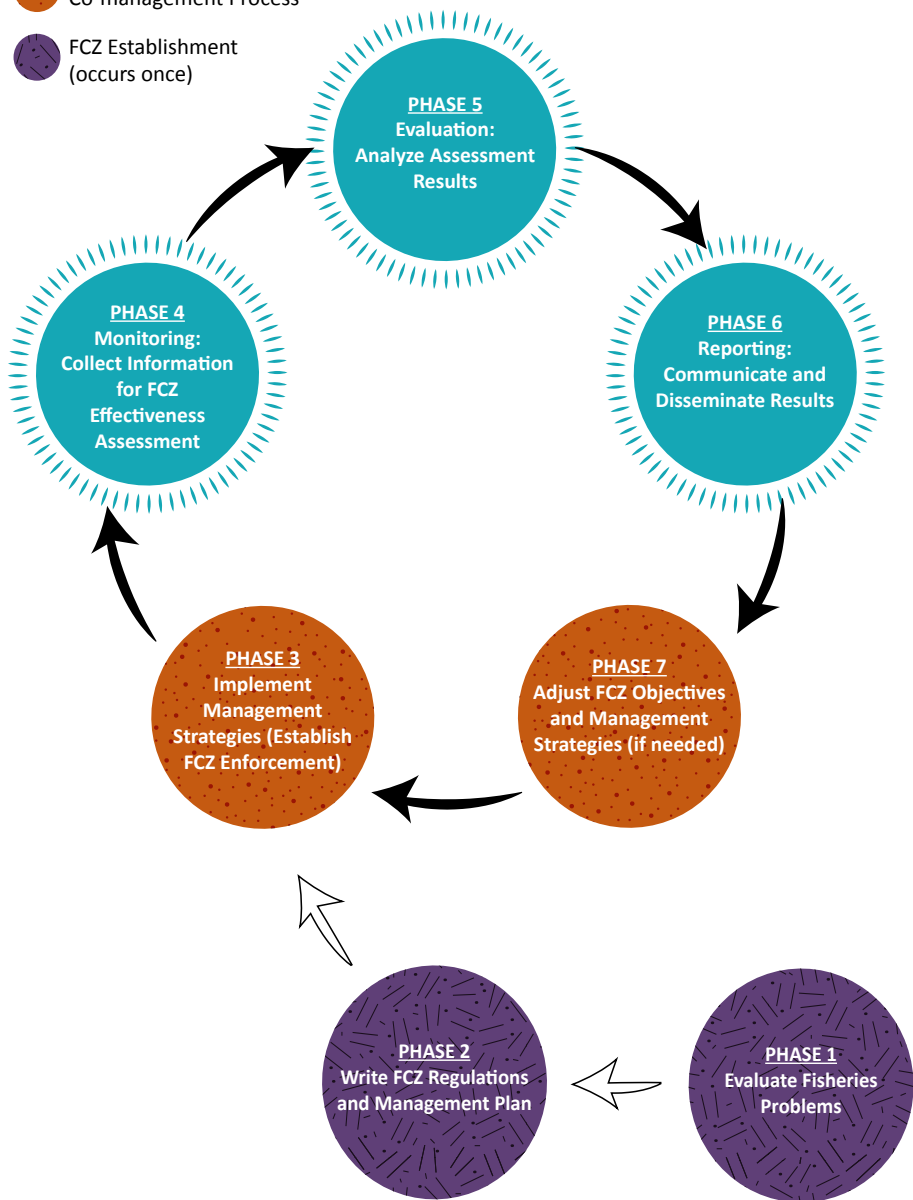 Co-management Process
FCZ Establishment
(occurs once)
PHASE 5
Evaluation:
Analyze Assessment
Results
PHASE 4
Monitoring:
Collect Information
for FCZ
Effectiveness
Assessment
PHASE 6
Reporting:
Communicate and
Disseminate Results
PHASE 3
Implement
Management
Strategies (Establish
FCZ Enforcement)
PHASE 7
Adjust FCZ Objectives
and Management
Strategies (if needed)
PHASE 2
Write FCZ Regulations
and Management Plan
PHASE 1
Evaluate Fisheries
Problems